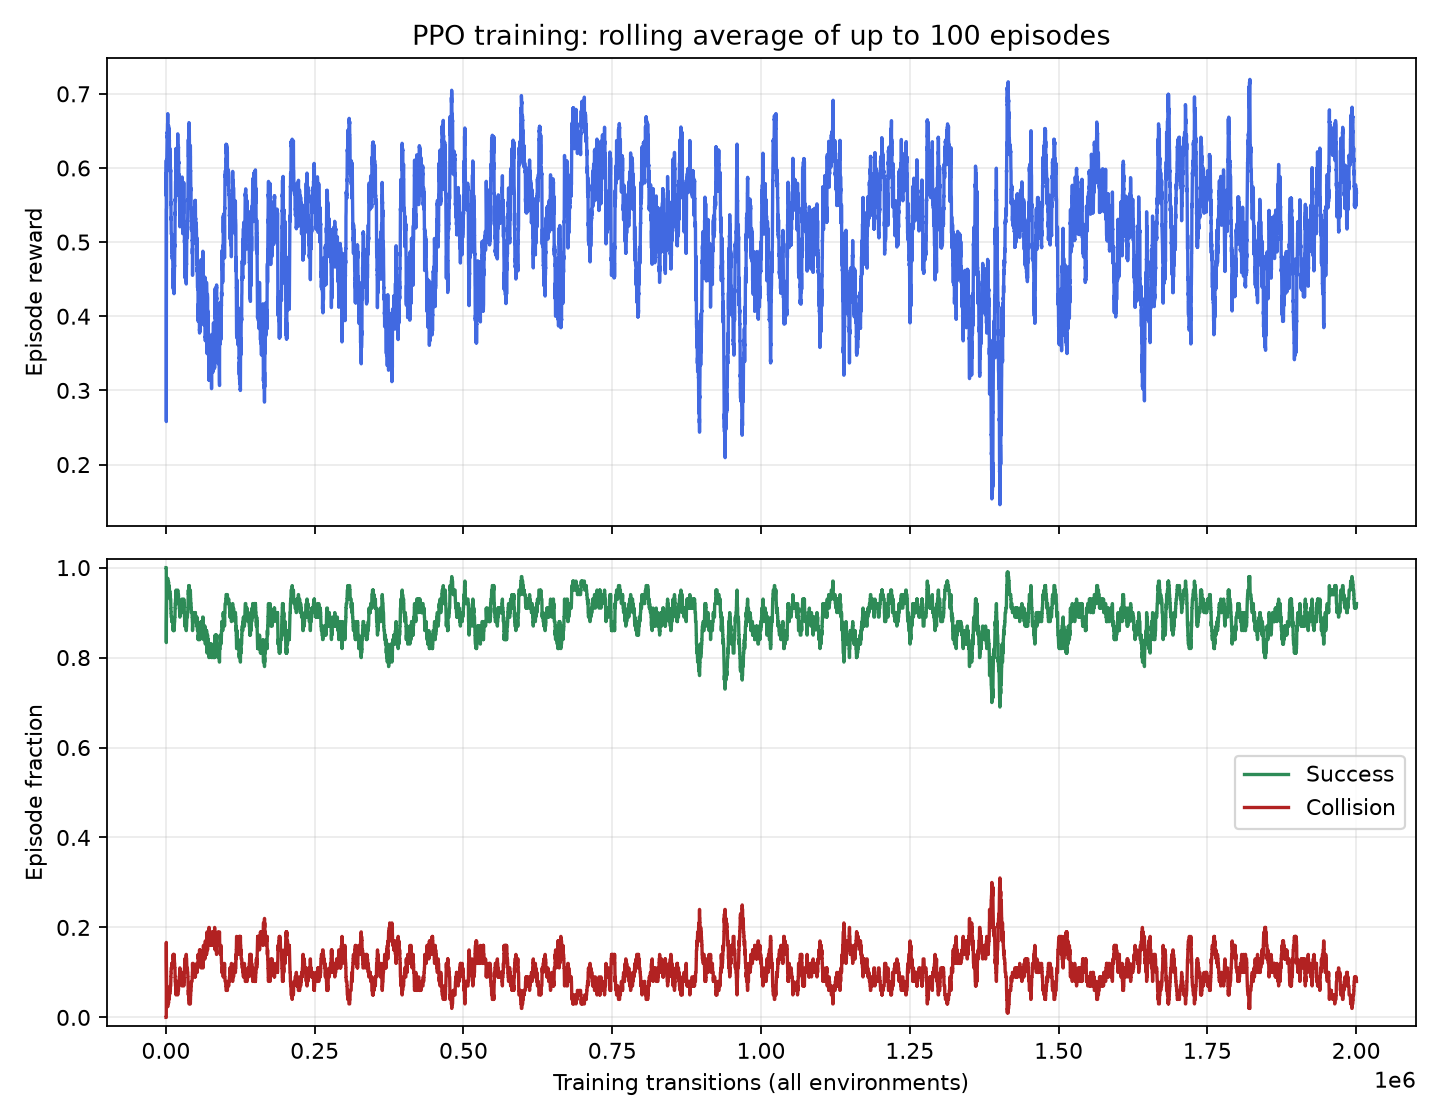 PPO training: rolling average of up to 100 episodes
0.7
0.6
0.5
0.4
0.3
0.2
Episode reward
1.0
0.8
0.6
0.4
0.2
0.0
Episode fraction
Success
Collision
0.00 0.25 0.50 0.75 1.00 1.25 1.50 1.75 2.00
1e6
Training transitions (all environments)